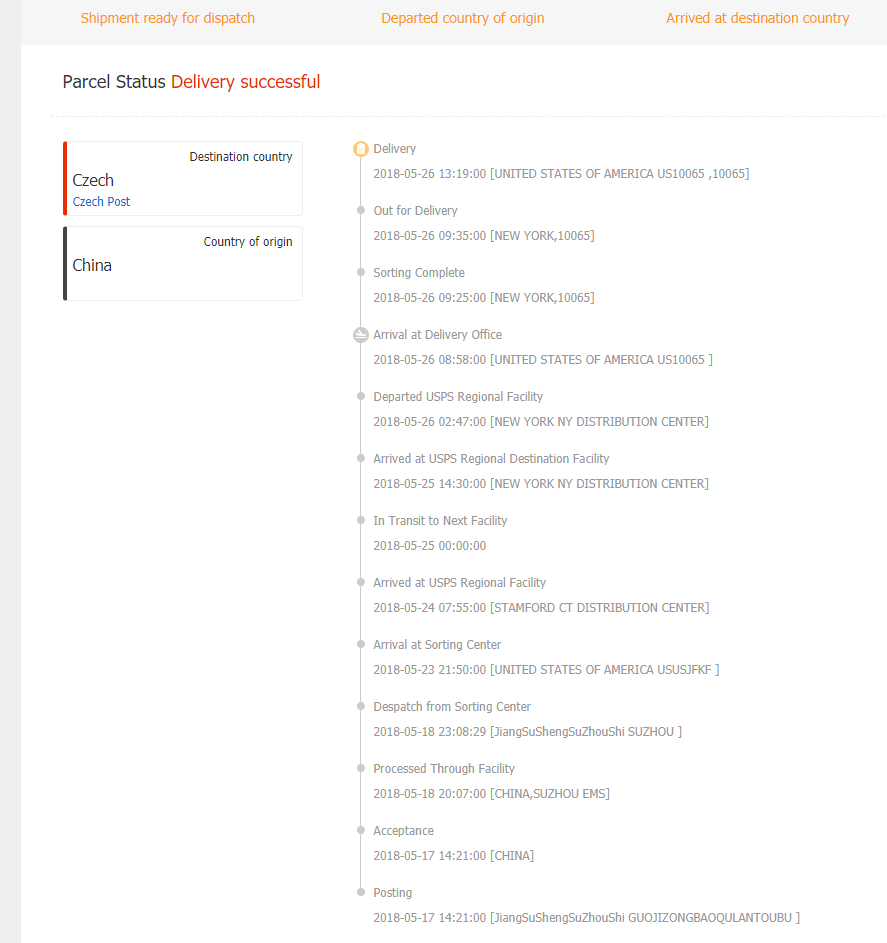 Shipment ready for dispatch Departed country of origin Arrived at destination country
Parcel Status Delivery successful
Destination country
Czech
Czech Post
Country of origin
China
Delivery
2018-05-26 13:19:00 [UNITED STATES OF AMERICA US10065 ,10065]
Out for Delivery
2018-05-26 09:35:00 [NEW YORK,10065]
Sorting Complete
2018-05-26 09:25:00 [NEW YORK,10065]
Arrival at Delivery Office
2018-05-26 08:58:00 [UNITED STATES OF AMERICA US10065 ]
Departed USPS Regional Facility
2018-05-26 02:47:00 [NEW YORK NY DISTRIBUTION CENTER]
Arrived at USPS Regional Destination Facility
2018-05-25 14:30:00 [NEW YORK NY DISTRIBUTION CENTER]
In Transit to Next Facility
2018-05-25 00:00:00
Arrived at USPS Regional Facility
2018-05-24 07:55:00 [STAMFORD CT DISTRIBUTION CENTER]
Arrival at Sorting Center
2018-05-23 21:50:00 [UNITED STATES OF AMERICA USUSJFKF ]
Despatch from Sorting Center
2018-05-18 23:08:29 [JiangSuShengSuZhouShi SUZHOU ]
Processed Through Facility
2018-05-18 20:07:00 [CHINA,SUZHOU EMS]
Acceptance
2018-05-17 14:21:00 [CHINA]
Posting
2018-05-17 14:21:00 [JiangSuShengSuZhouShi GUOJIZONGBAOQULANTOUBU ]